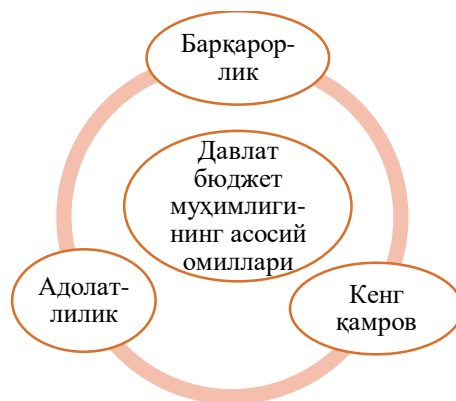 Барқарор-
лик
Давлат
бюджет
муҳимлиги-
нинг асосий
омиллари
Адолат-
лилик
Кенг
қамров